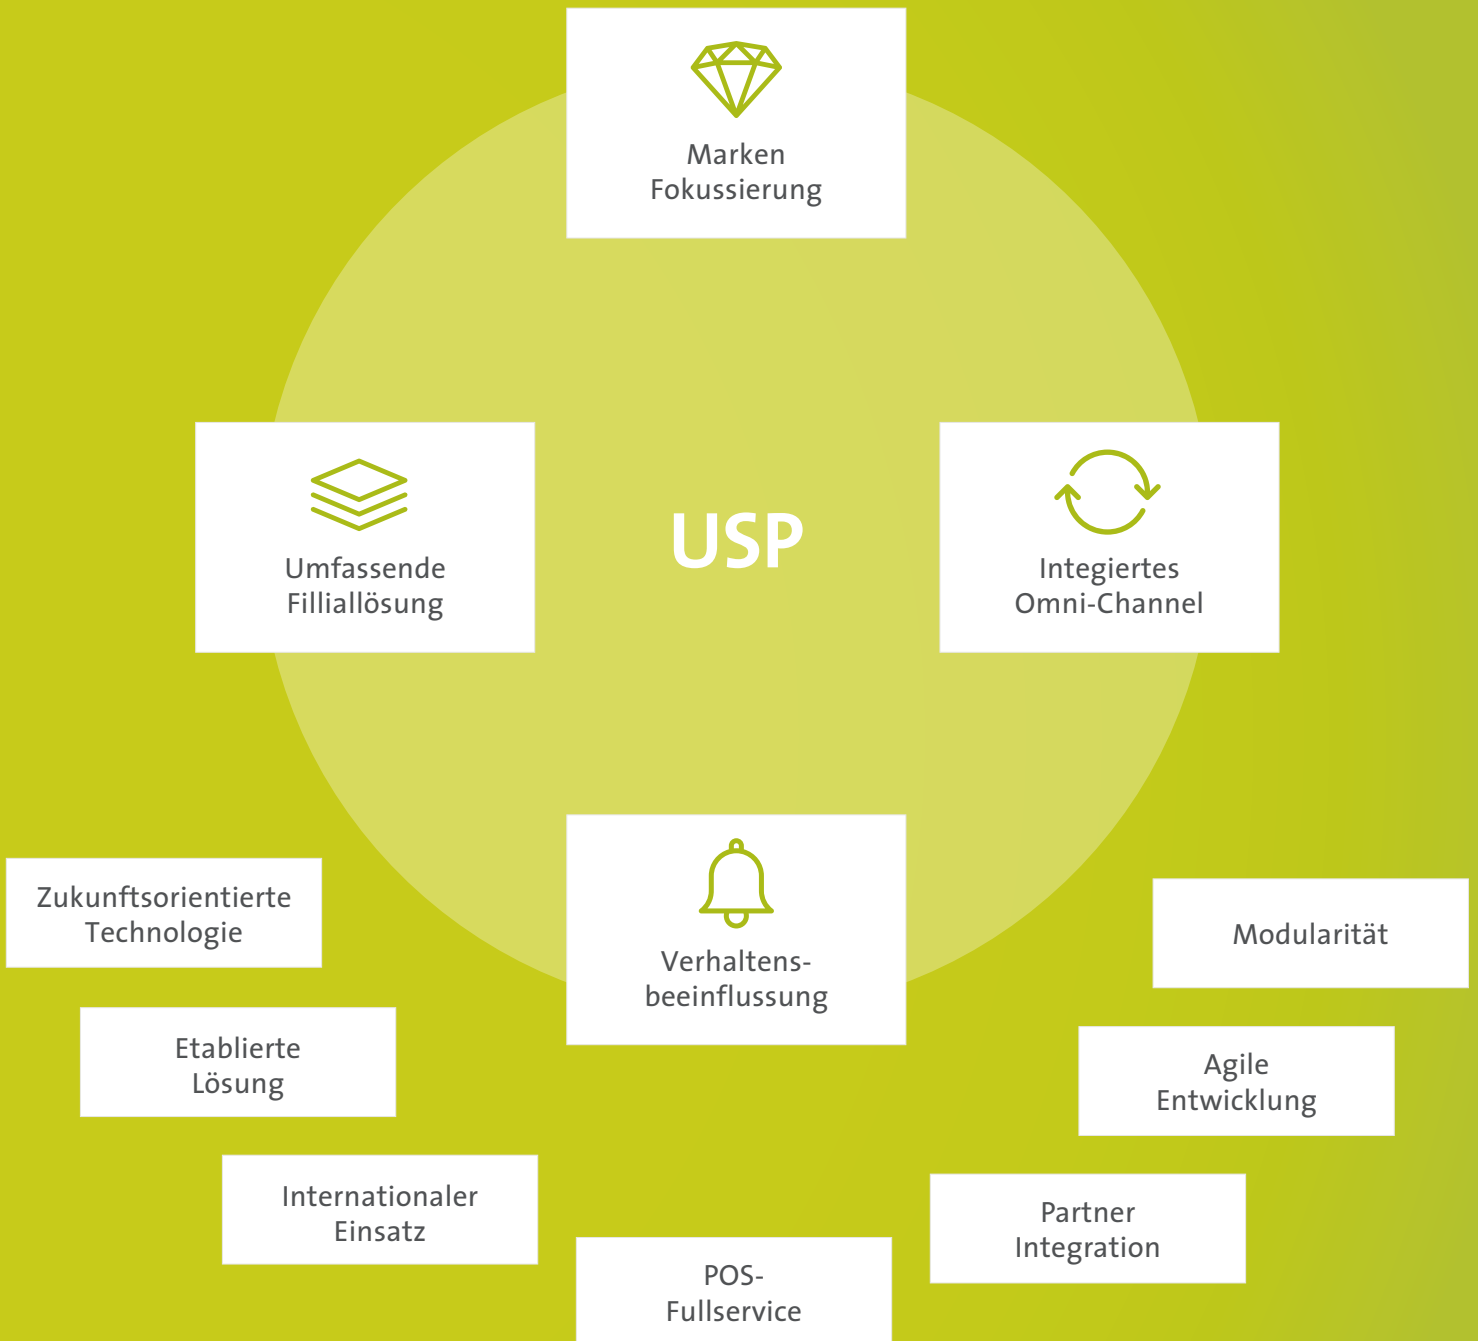 Marken
Fokussierung
Umfassende
Filliallösung
USP
Integiertes
Omni-Channel
Verhaltens-
beeinflussung
Zukunftsorientierte
Technologie
Modularität
Etablierte
Lösung
Agile
Entwicklung
Internationaler
Einsatz
Partner
Integration
POS-
Fullservice